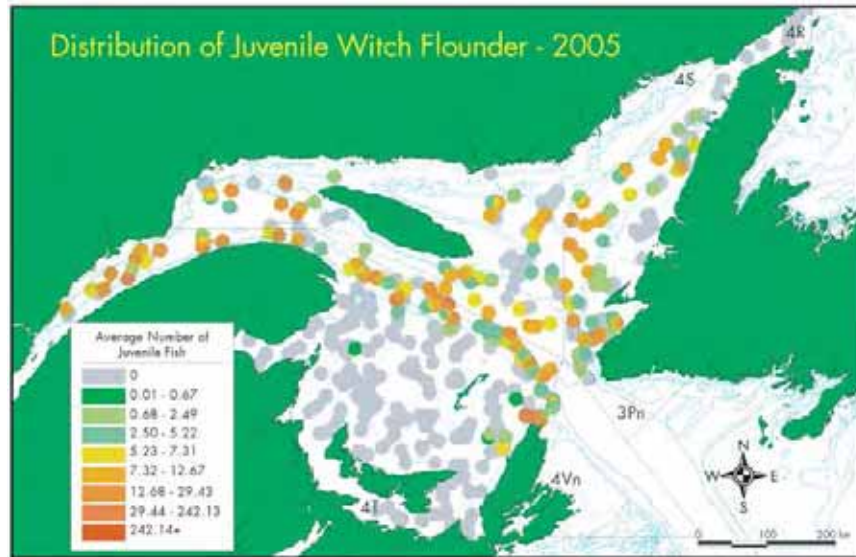 Distribution of Juvenile Witch Flounder - 2005
4R
4S
Average Number of
Juvenile Fish
0
0.01 - 0.67
0.68 - 2.49
2.50 - 5.22
5.23 - 7.31
7.32 - 12.67
12.68 - 29.43
29.44 - 242.13
242.14+
3Pn
4Vn
4T
N
W E
S
0 100 200 km